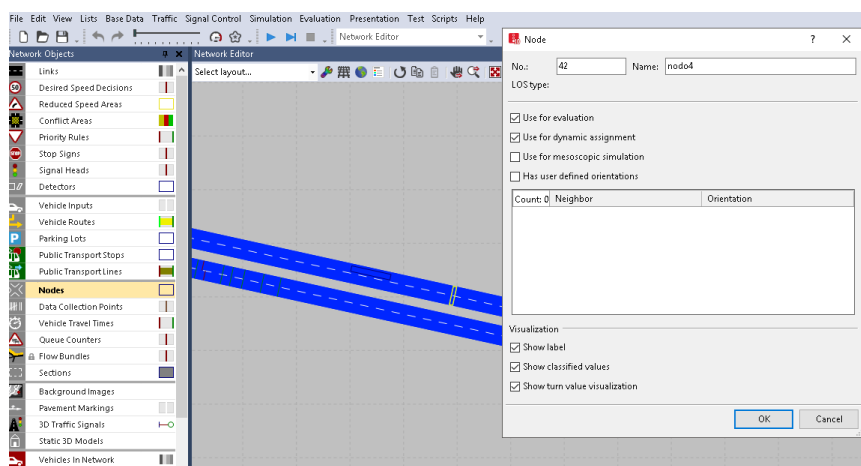 File Edit View Lists Base Data Traffic Signal Control Simulation Evaluation Presentation Test Scripts Help
Network Editor
Network Objects
Links
50
Desired Speed Decisions
Reduced Speed Areas
Conflict Areas
Priority Rules
STOP
Stop Signs
Signal Heads
Detectors
Vehicle Inputs
Vehicle Routes
P
Parking Lots
Public Transport Stops
Public Transport Lines
Nodes
Data Collection Points
Vehicle Travel Times
Queue Counters
Flow Bundles
Sections
Background Images
Pavement Markings
3D Traffic Signals
Static 3D Models
Vehicles In Network
Network Editor
Select layout...
Node
? X
No.: 42 Name: nodo4
LOS type:
Use for evaluation
Use for dynamic assignment
Use for mesoscopic simulation
Has user defined orientations
Count: 0 Neighbor Orientation
Visualization
Show label
Show classified values
Show turn value visualization
OK Cancel